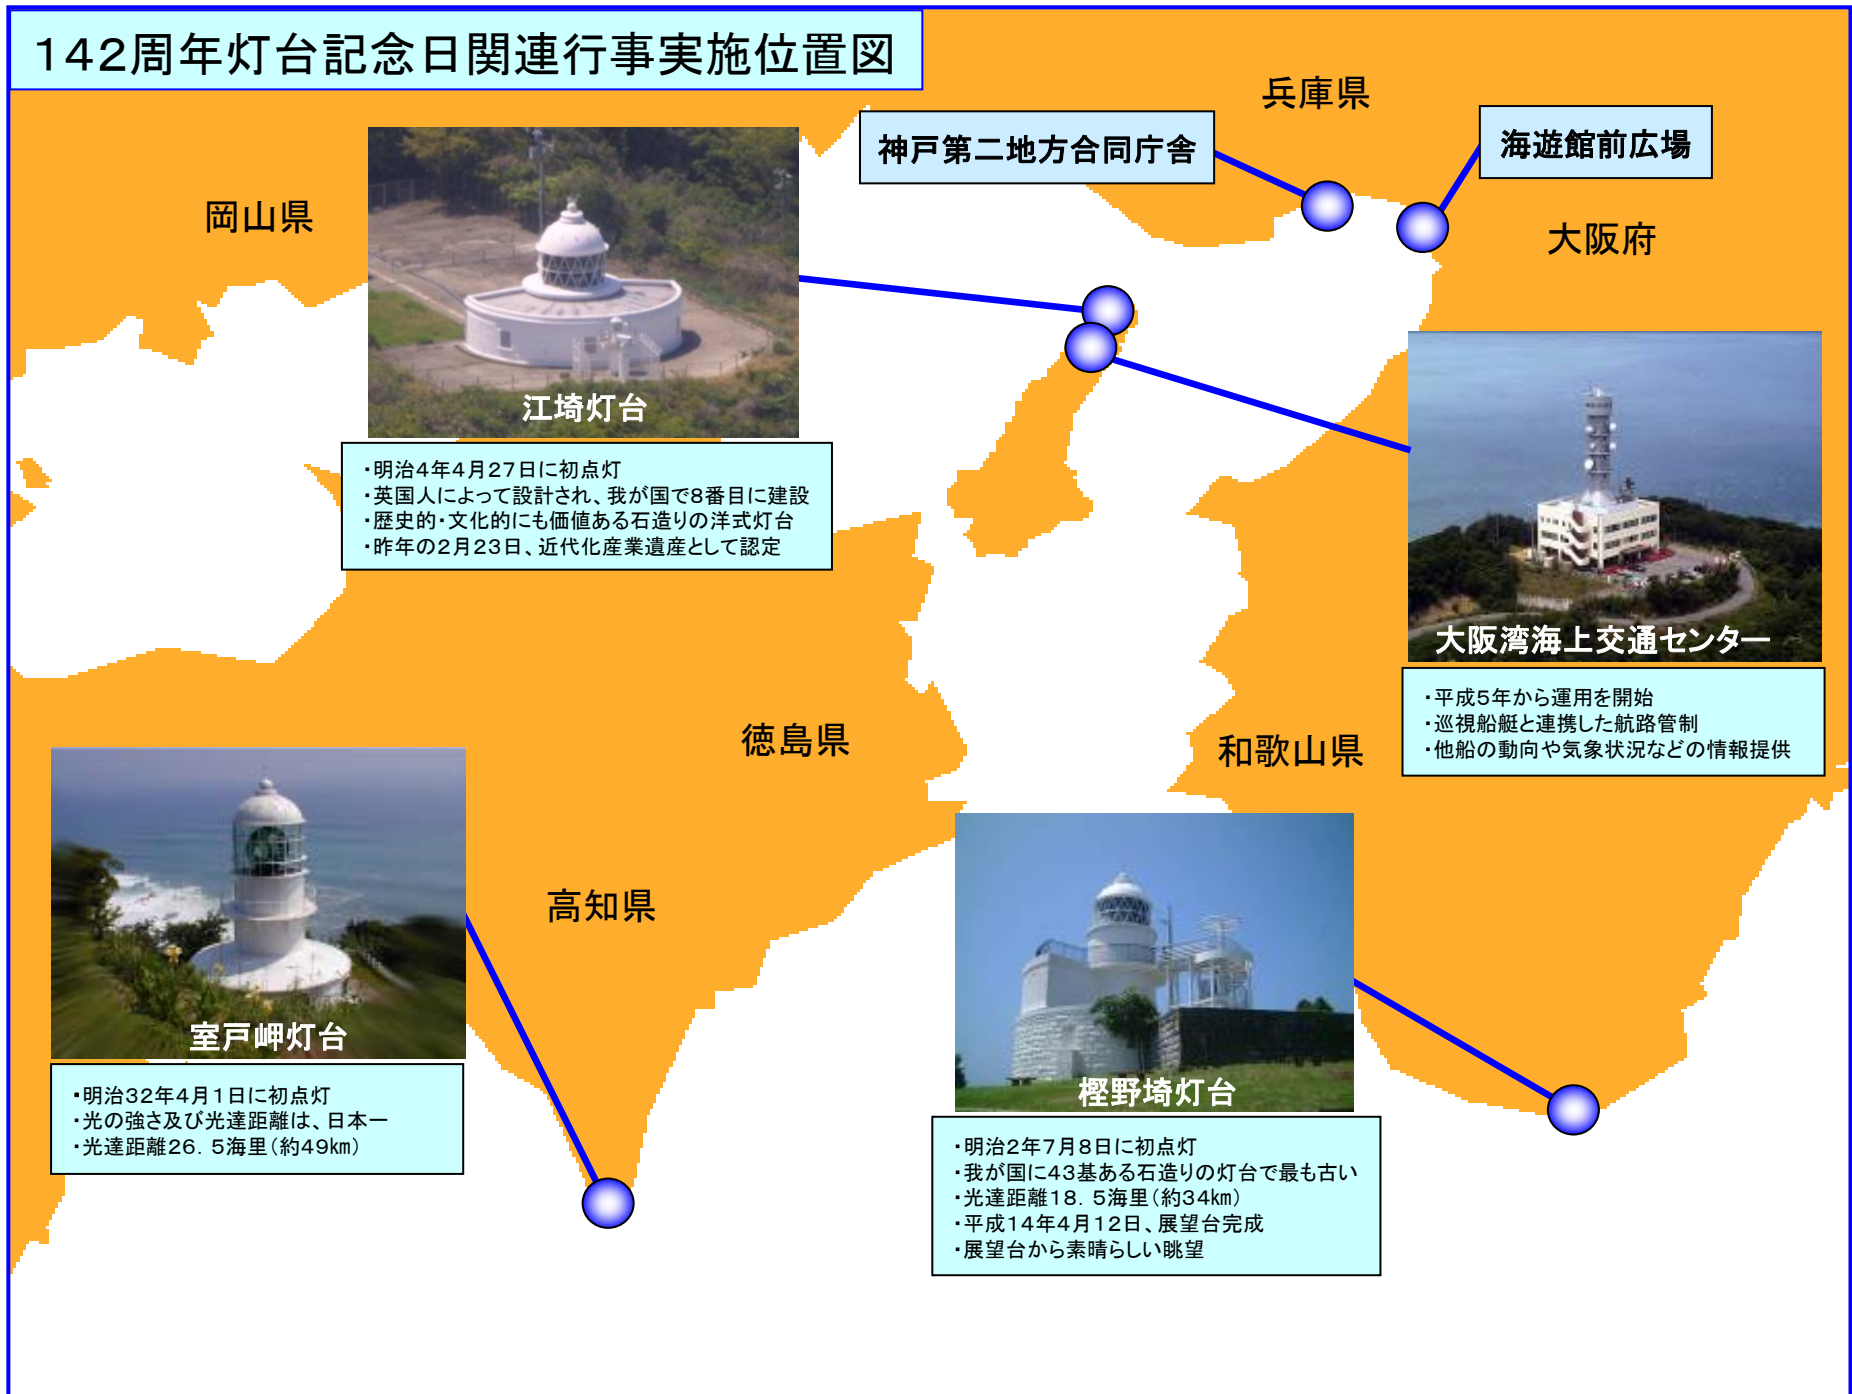 142周年灯台記念日関連行事実施位置図
兵庫県
神戸第二地方合同庁舎
海遊館前広場
岡山県
大阪府
江埼灯台
・明治4年4月27日に初点灯
・英国人によって設計され、我が国で8番目に建設
・歴史的・文化的にも価値ある石造りの洋式灯台
・昨年の2月23日、近代化産業遺産として認定
大阪湾海上交通センター
・平成5年から運用を開始
・巡視船艇と連携した航路管制
・他船の動向や気象状況などの情報提供
徳島県
和歌山県
高知県
室戸岬灯台
・明治32年4月1日に初点灯
・光の強さ及び光達距離は、日本一
・光達距離26.5海里(約49㎞)
樫野埼灯台
・明治2年7月8日に初点灯
・我が国に43基ある石造りの灯台で最も古い
・光達距離18.5海里(約34㎞)
・平成14年4月12日、展望台完成
・展望台から素晴らしい眺望